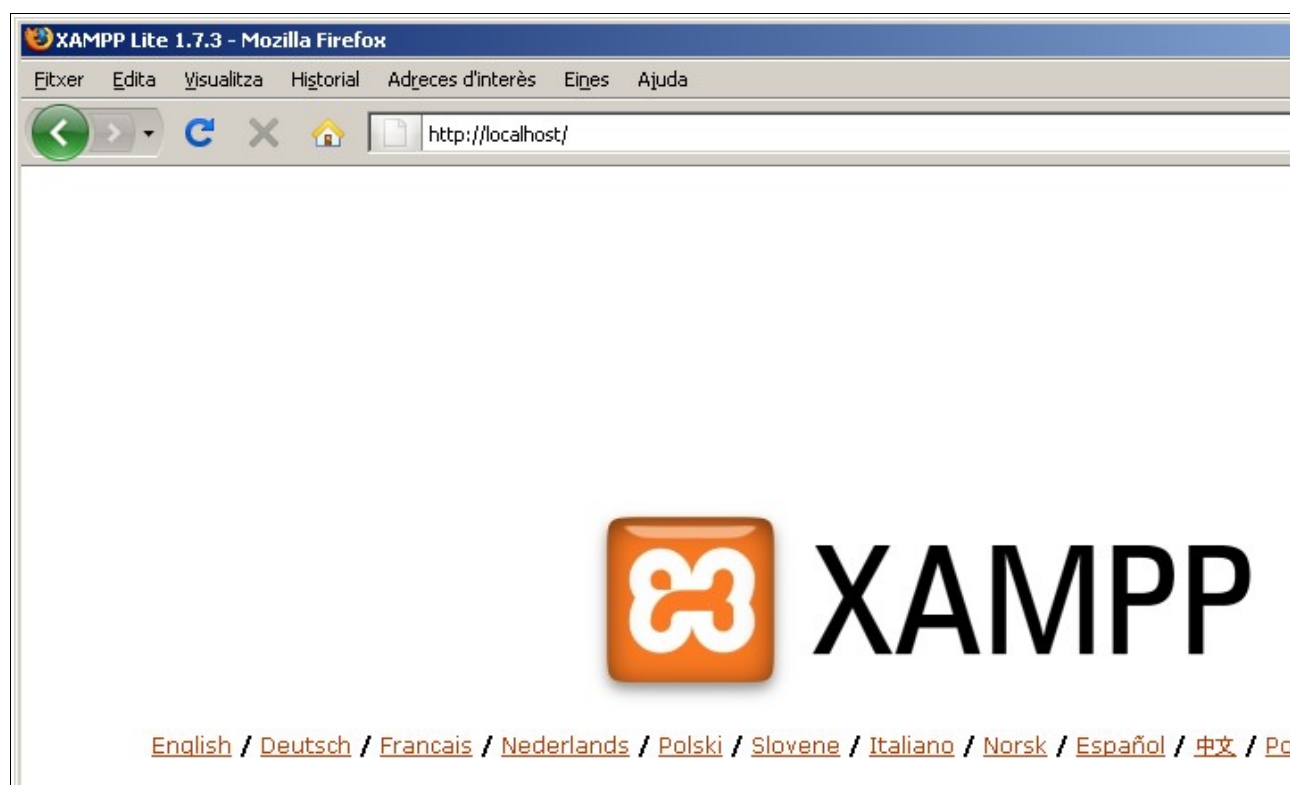 XAMPP Lite 1.7.3 - Mozilla Firefox
Fitxer Edita Visualitza Historial Adreces d'interès Eines Ajuda
http://localhost/
XAMPP
English / Deutsch / Francais / Nederlands / Polski / Slovene / Italiano / Norsk / Español / 中文 /